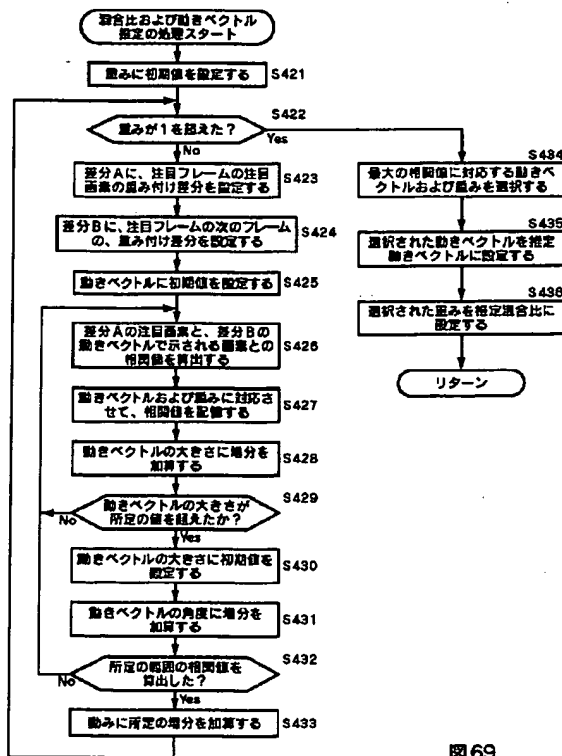 混合比および動きベクトル
推定の処理スタート
重みに初期値を設定する
S421
S422
重みが1を超えた？
Yes
No
差分Aに、注目フレームの注目
画素の重み付け差分を設定する
S423
差分Bに、注目フレームの次のフレーム
の、重み付け差分を設定する
S424
動きベクトルに初期値を設定する
S425
差分Aの注目画素と、差分Bの
動きベクトルで示される画素との
相関値を算出する
S426
動きベクトルおよび重みに対応さ
せて、相関値を記憶する
S427
動きベクトルの大きさに増分を
加算する
S428
S429
動きベクトルの大きさが
所定の値を超えたか？
No
Yes
動きベクトルの大きさに初期値を
設定する
S430
動きベクトルの角度に増分を
加算する
S431
S432
所定の範囲の相関値を
算出した？
No
Yes
動みに所定の増分を加算する
S433
S434
最大の相関値に対応する動きベ
クトルおよび重みを選択する
S435
選択された動きベクトルを推定
動きベクトルに設定する
S436
選択された重みを推定混合比に
設定する
リターン
図69